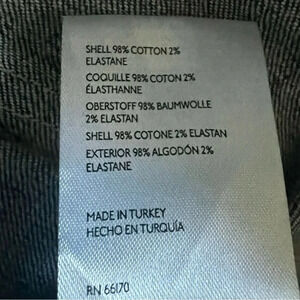 SHELL 98% COTTON 2%
ELASTANE
COQUILLE 98% COTON 2%
ÉLASTHANNE
OBERSTOFF 98% BAUMWOLLE
2% ELASTAN
SHELL 98% COTONE 2% ELASTAN
EXTERIOR 98% ALGODÓN 2%
ELASTANE
MADE IN TURKEY
HECHO EN TURQUÍA
RN 66170